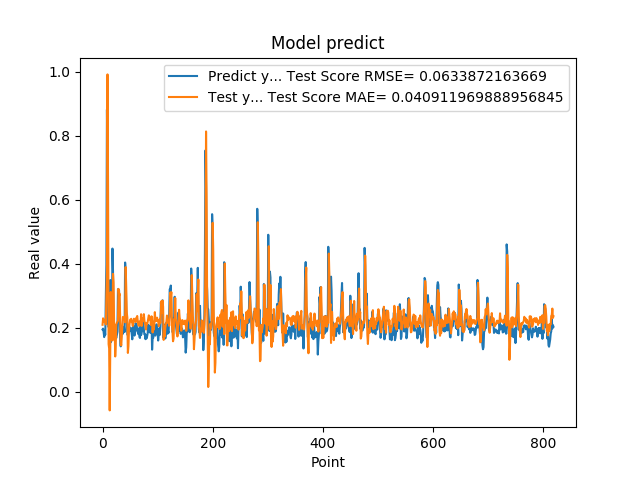 Model predict
Predict y... Test Score RMSE= 0.0633872163669
Test y... Test Score MAE= 0.040911969888956845
1.0
0.8
0.6
0.4
0.2
0.0
Real value
0
200
400
600
800
Point